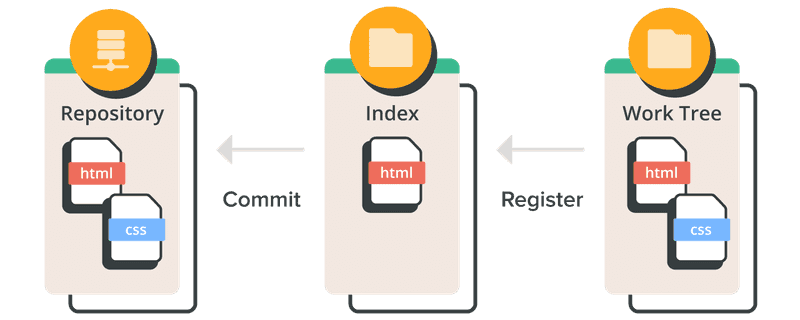 Repository
html
css
Commit
Index
html
Register
Work Tree
html
css